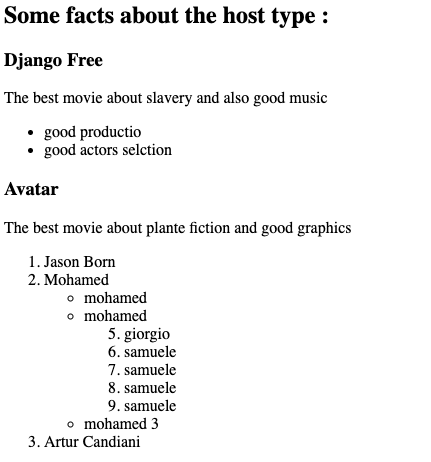 Some facts about the host type :
Django Free
The best movie about slavery and also good music
• good productio
• good actors selction
Avatar
The best movie about plante fiction and good graphics
1. Jason Born
2. Mohamed
◦ mohamed
◦ mohamed
5. giorgio
6. samuele
7. samuele
8. samuele
9. samuele
◦ mohamed 3
3. Artur Candiani